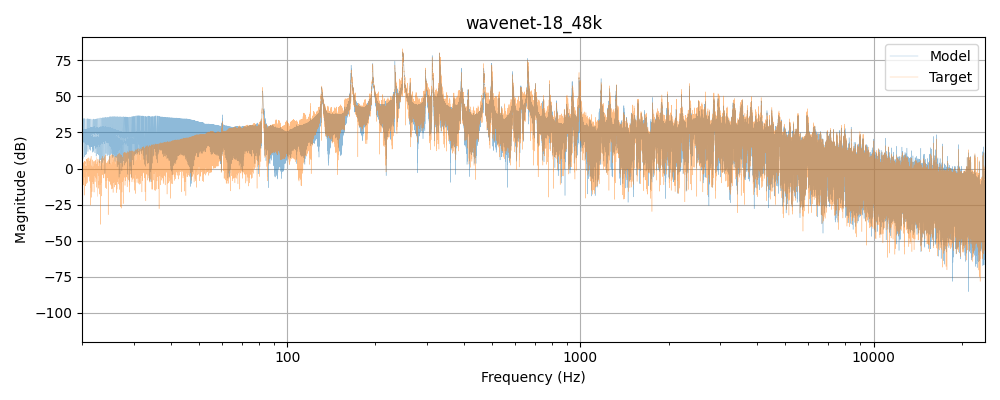 wavenet-18_48k
Model
Target
75
50
25
0
−25
−50
−75
−100
Magnitude (dB)
100
1000
10000
Frequency (Hz)